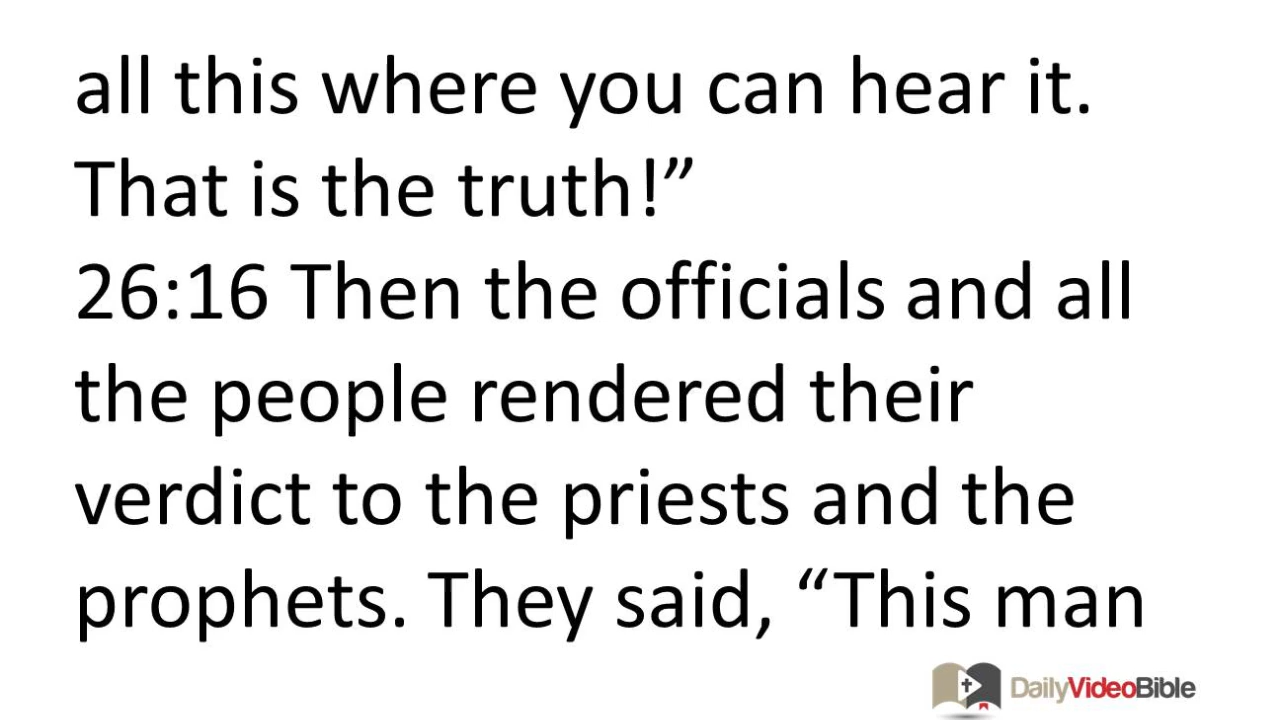 all this where you can hear it.
That is the truth!”
26:16 Then the officials and all
the people rendered their
verdict to the priests and the
prophets. They said, “This man
DailyVideoBible